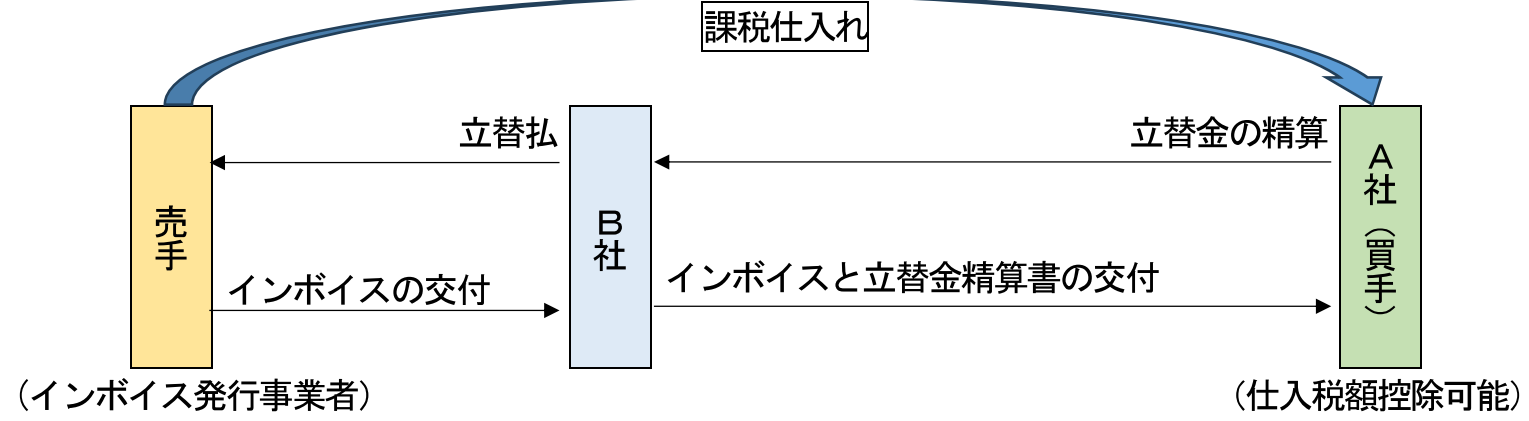 課税仕入れ
立替払
立替金の精算
売手
B社
A社（買手）
インボイスの交付
インボイスと立替金精算書の交付
（インボイス発行事業者）
（仕入税額控除可能）